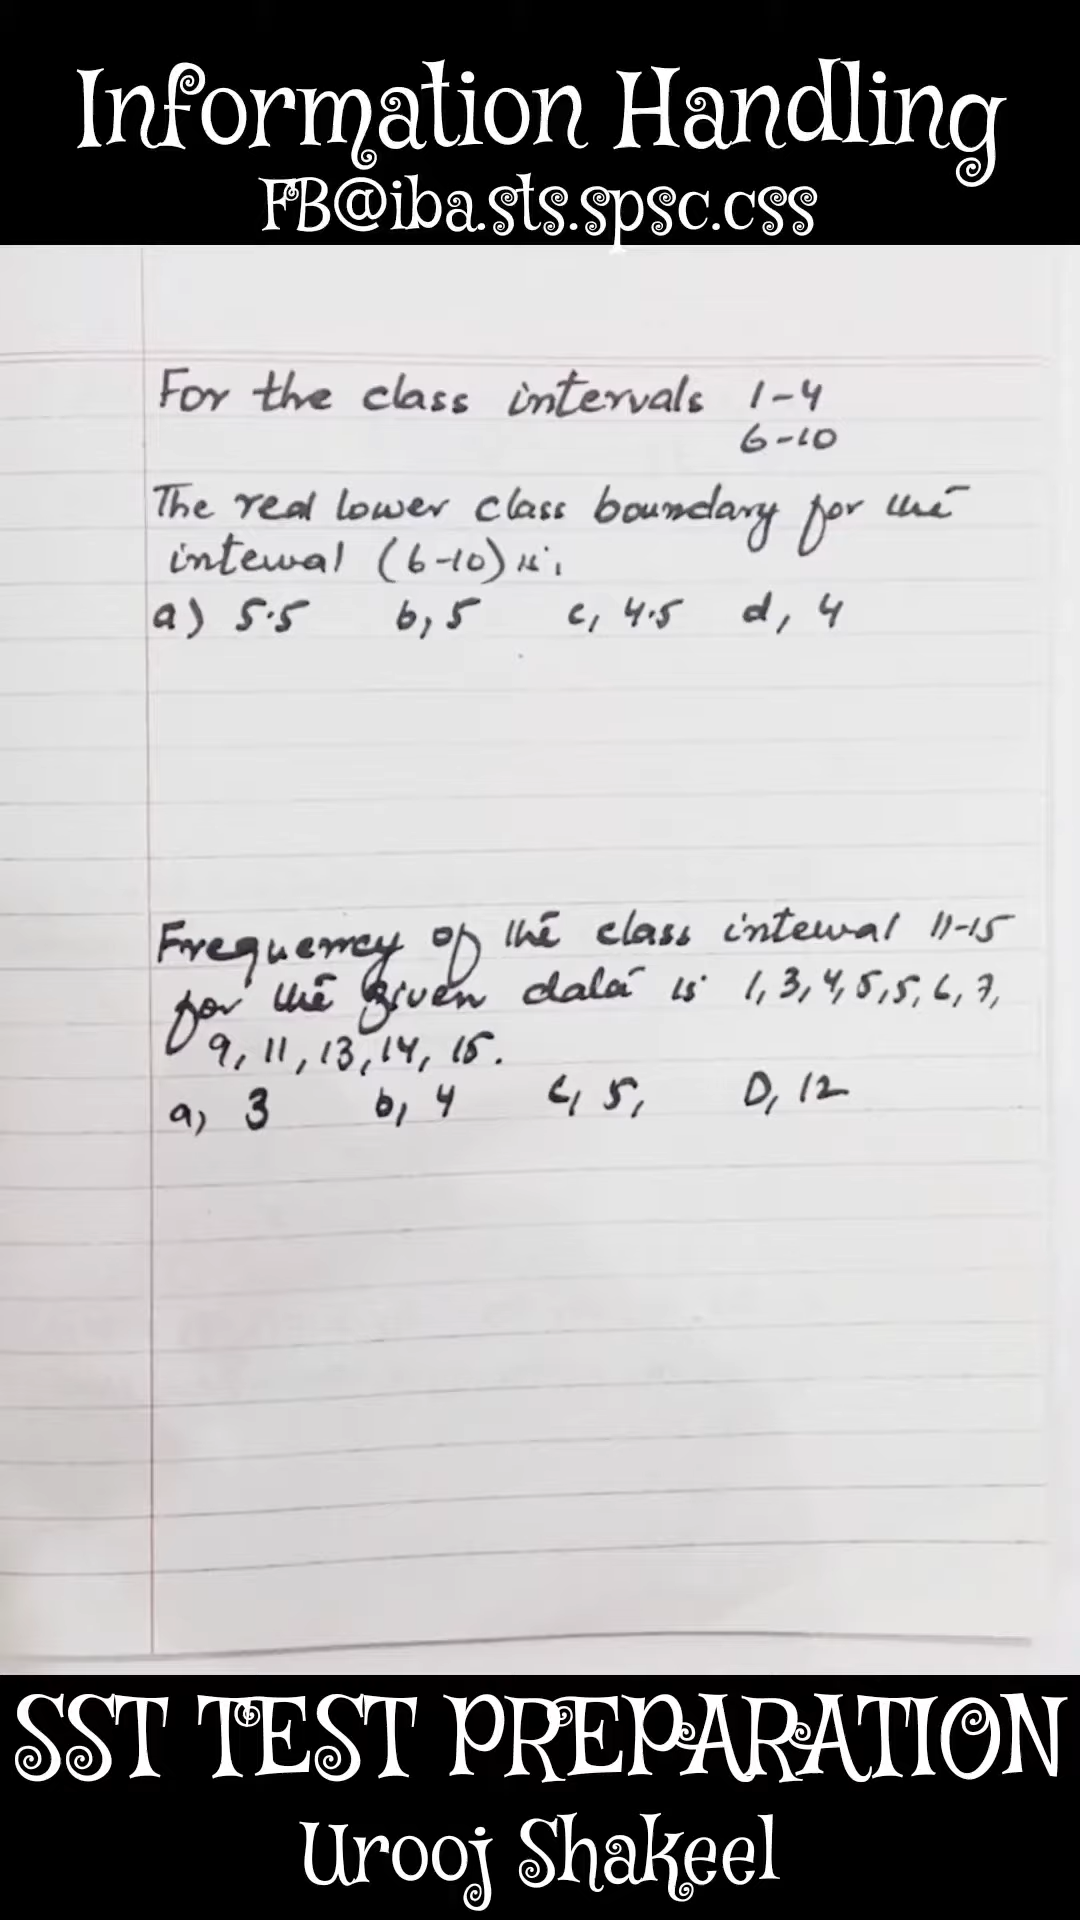 Information Handling
FB@iba.sts.spsc.css
For the class intervals 1-4
6-10
The real lower class boundary for the
interval (6-10) is;
a) 5.5 b, 5 c, 4.5 d, 4
Frequency of the class interval 11-15
for the given data is 1, 3, 4, 5, 5, 6, 7,
9, 11, 13, 14, 15.
a, 3 b, 4 c, 5, D, 12
SST TEST PREPARATION
Urooj Shakeel